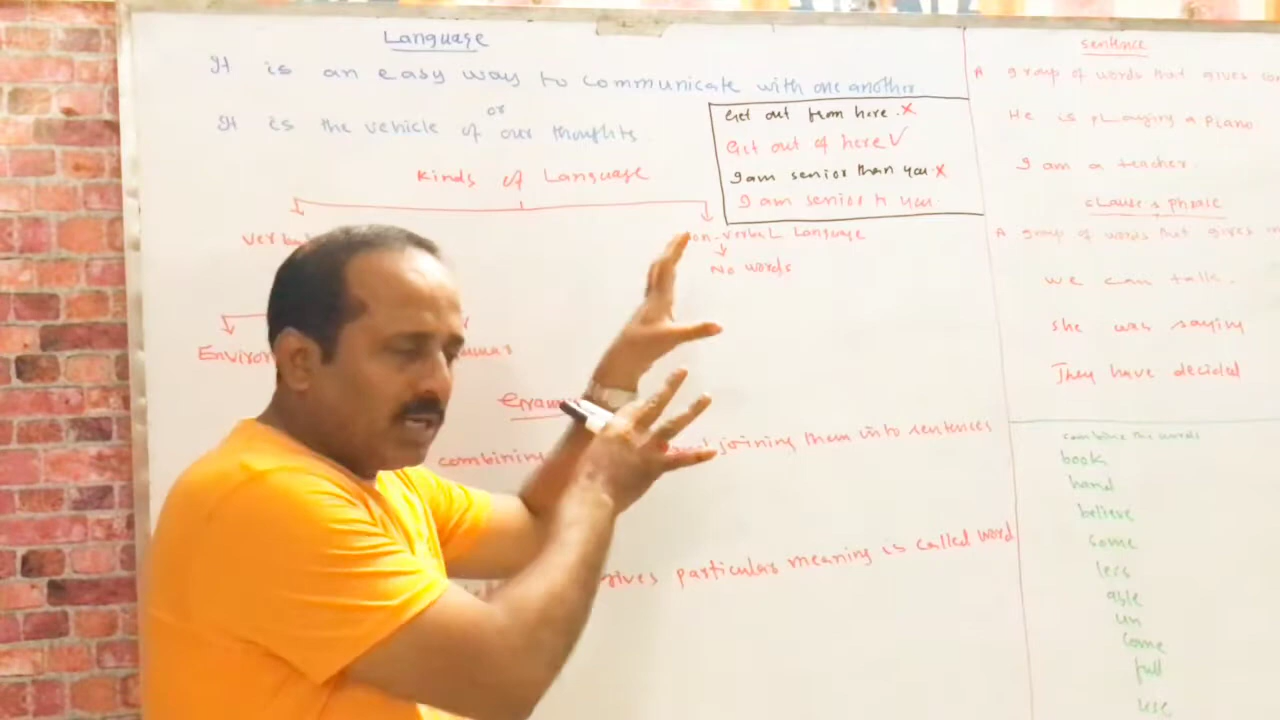 Language
It is an easy way to communicate with one another
or
It is the vehicle of our thoughts.
Kinds of Language
Non-verbal Language
No words
Get out from here. ✗
Get out of here ✓
I am senior than you. ✗
I am senior to you.
combining
joining them into sentences
gives particular meaning is called word
sentence
A group of words that gives
He is playing a piano
I am a teacher.
clause & phrase
A group of words that gives
we can talk.
she was saying
They have decided
combine the words
book
hand
believe
some
less
able
un
come
full
use